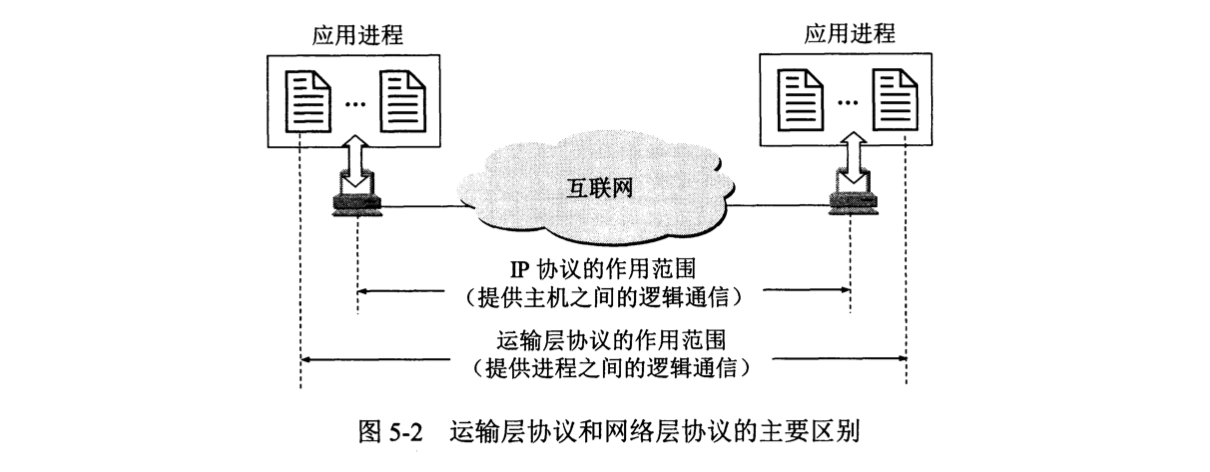 应用进程
应用进程
…
…
互联网
IP 协议的作用范围
（提供主机之间的逻辑通信）
运输层协议的作用范围
（提供进程之间的逻辑通信）
图 5-2 运输层协议和网络层协议的主要区别